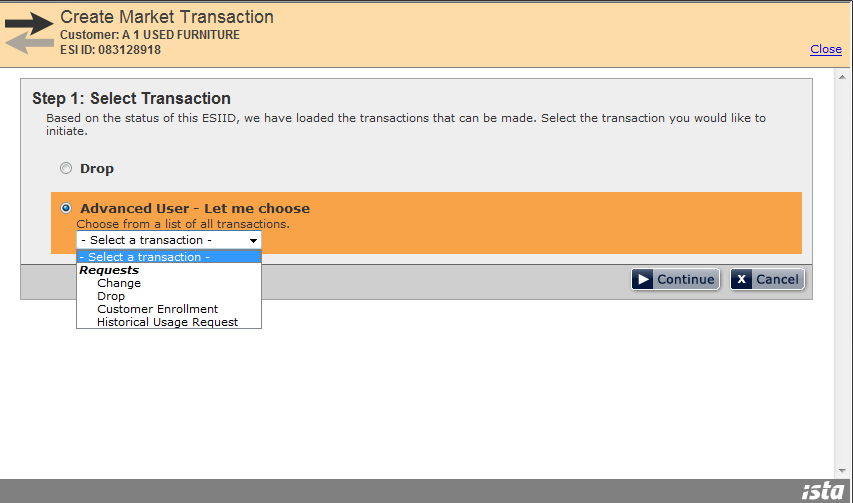 Create Market Transaction
Customer: A 1 USED FURNITURE
ESI ID: 083128918
Close
Step 1: Select Transaction
Based on the status of this ESIID, we have loaded the transactions that can be made. Select the transaction you would like to
initiate.
Drop
Advanced User - Let me choose
Choose from a list of all transactions.
- Select a transaction -
- Select a transaction -
Requests
Change
Drop
Customer Enrollment
Historical Usage Request
Continue
X Cancel
ista